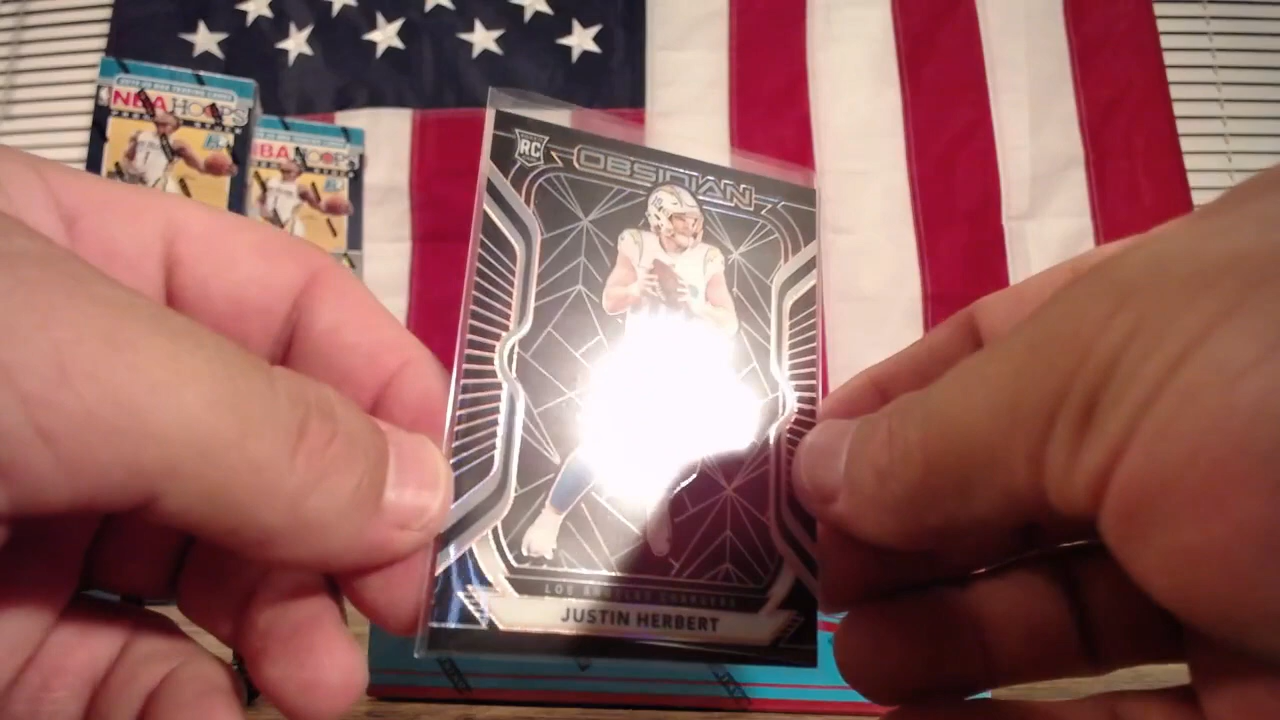 NBA HOOPS
NBA HOOPS
RC
OBSIDIAN
LOS ANGELES CHARGERS
JUSTIN HERBERT